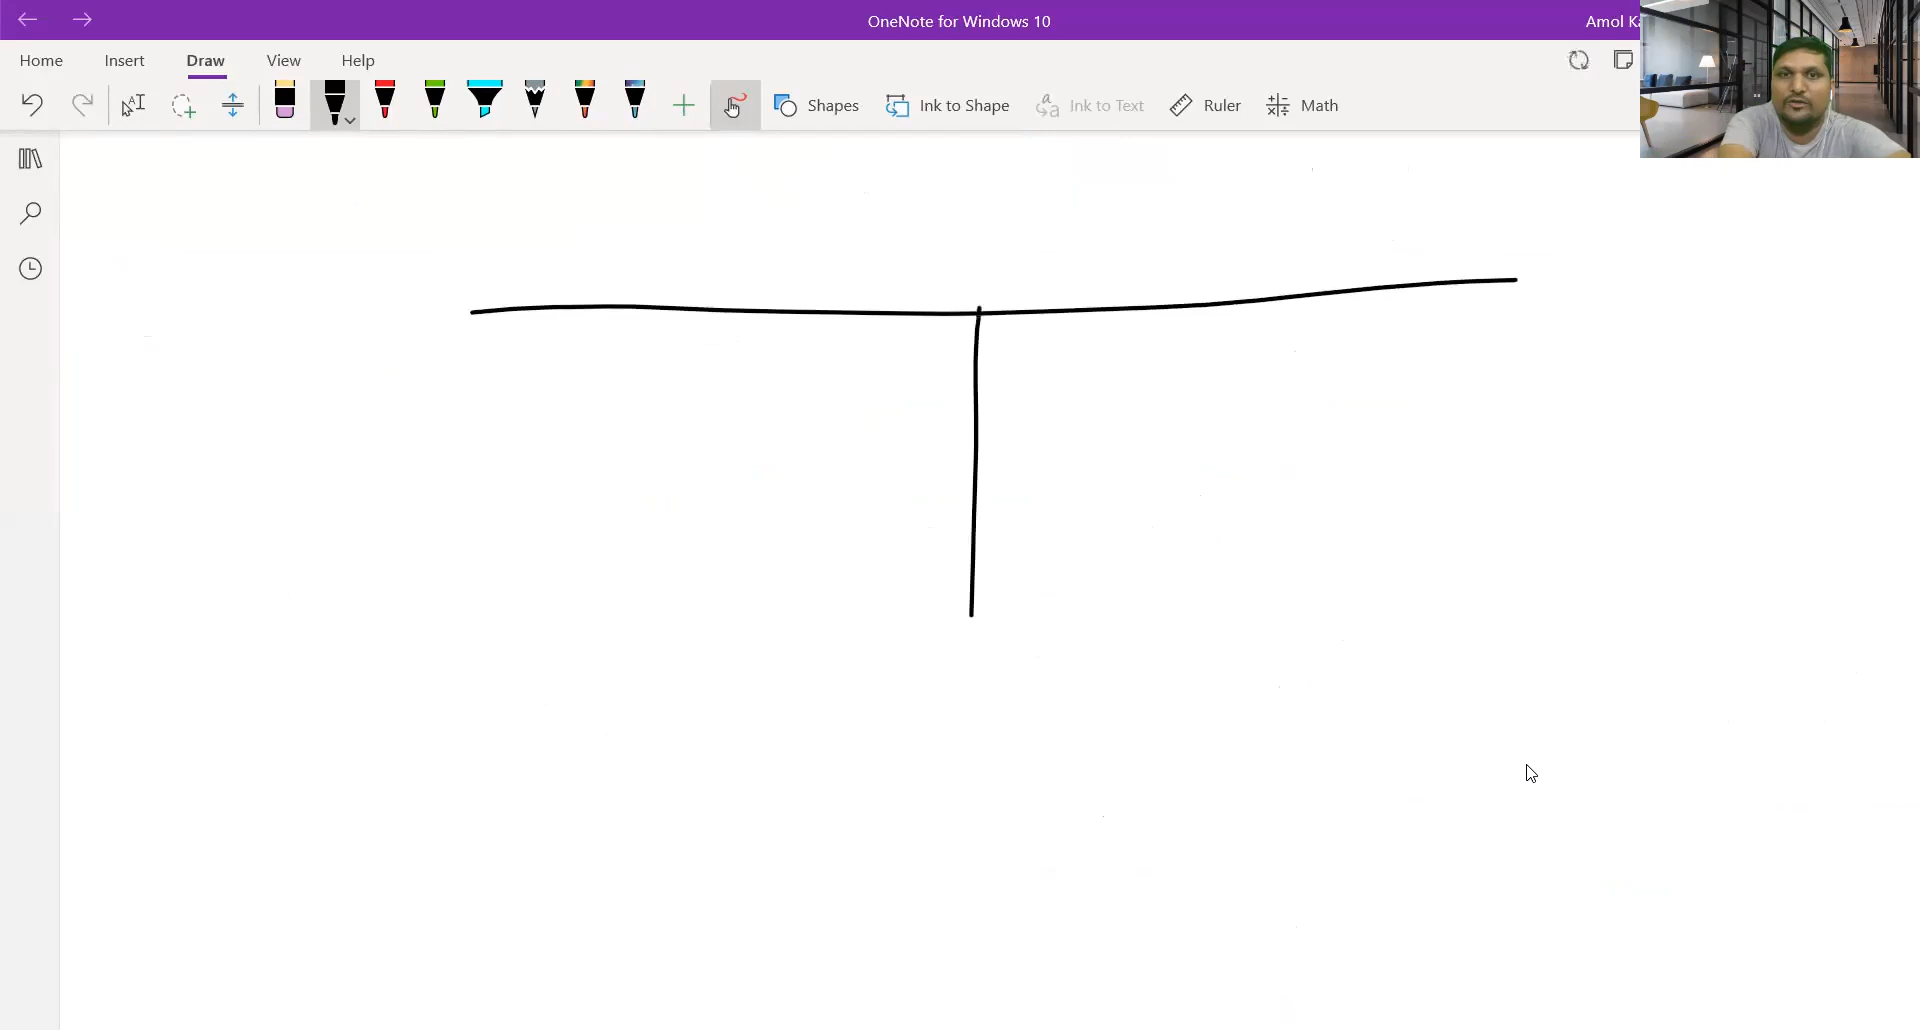 OneNote for Windows 10
Amol Ka
Home Insert Draw View Help
Shapes Ink to Shape Ink to Text Ruler Math